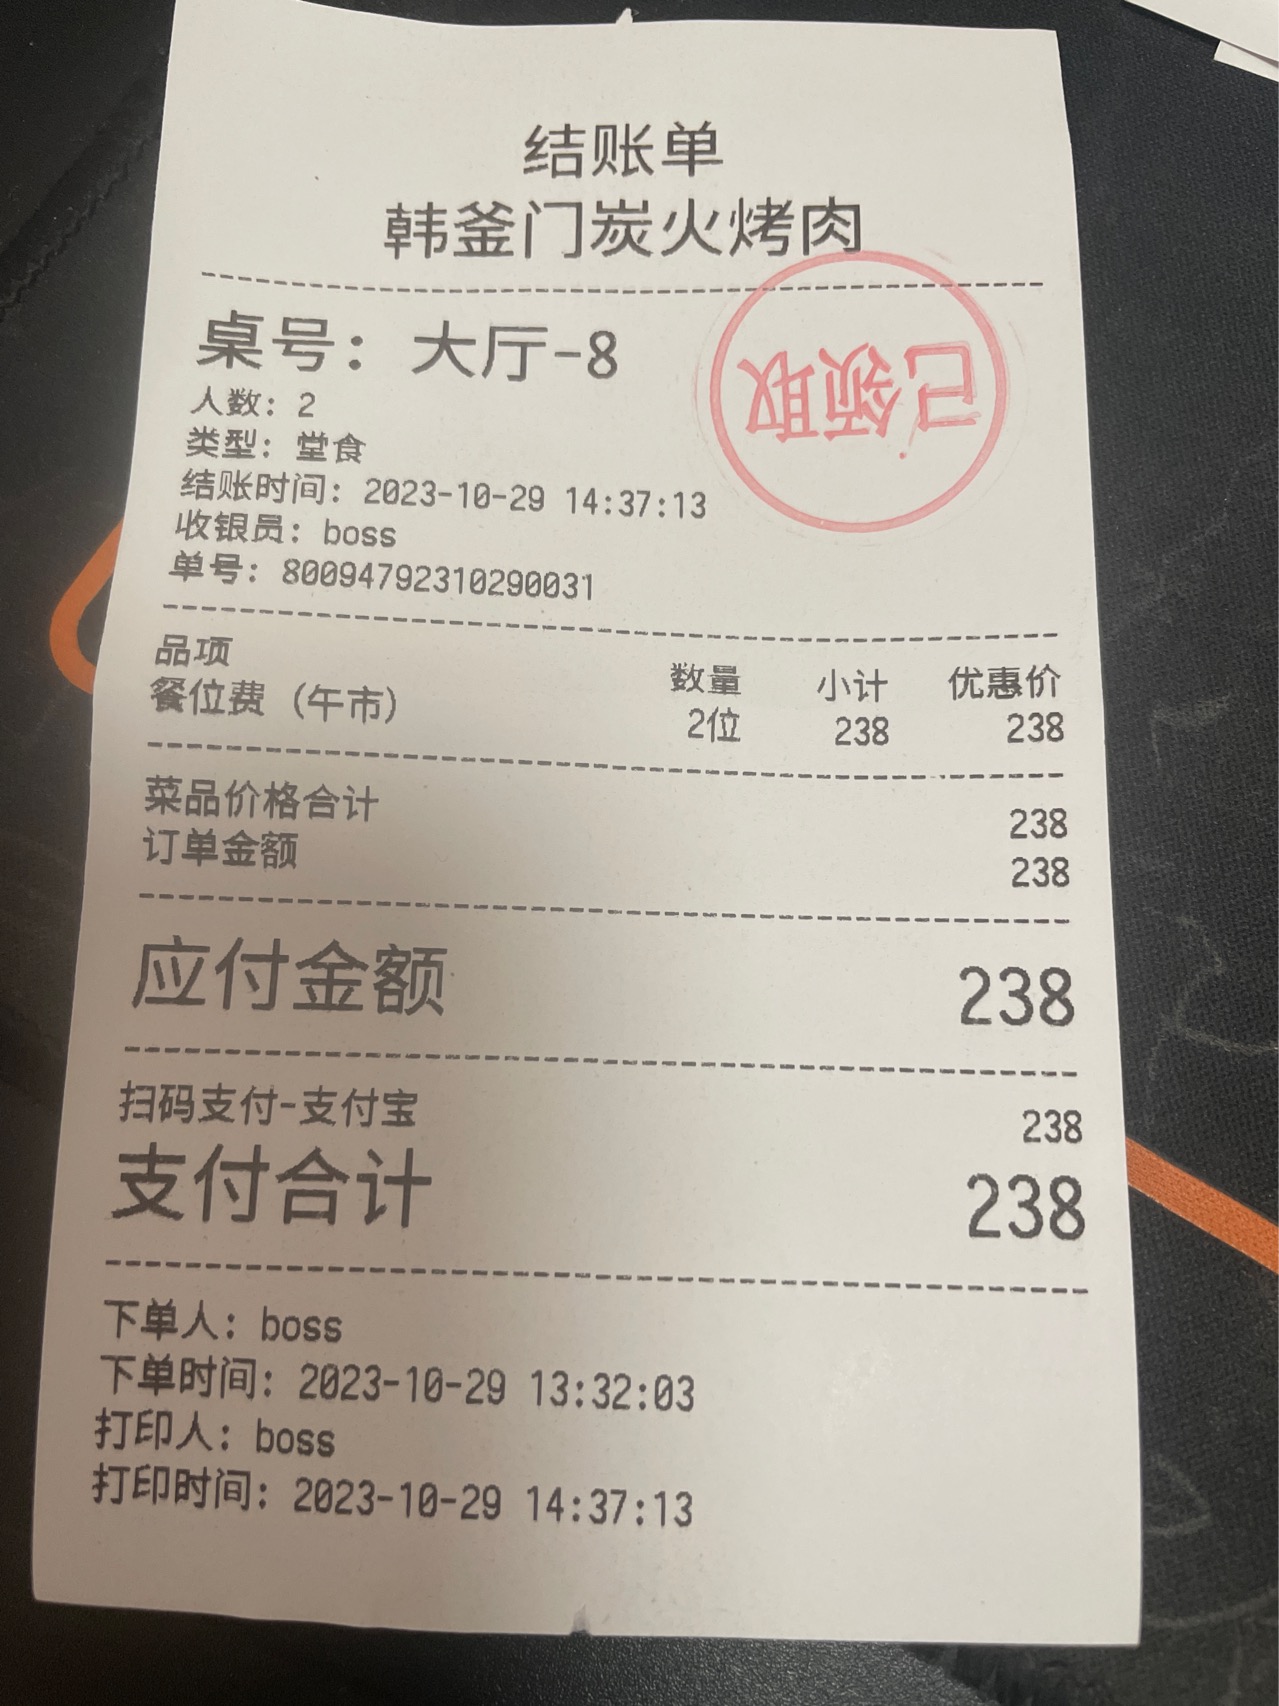 结账单
韩釜门炭火烤肉
桌号：大厅-8
已领取
人数：2
类型：堂食
结账时间：2023-10-29 14:37:13
收银员：boss
单号：80094792310290031
品项 数量 小计 优惠价
餐位费（午市） 2位 238 238
菜品价格合计 238
订单金额 238
应付金额 238
扫码支付-支付宝 238
支付合计 238
下单人：boss
下单时间：2023-10-29 13:32:03
打印人：boss
打印时间：2023-10-29 14:37:13